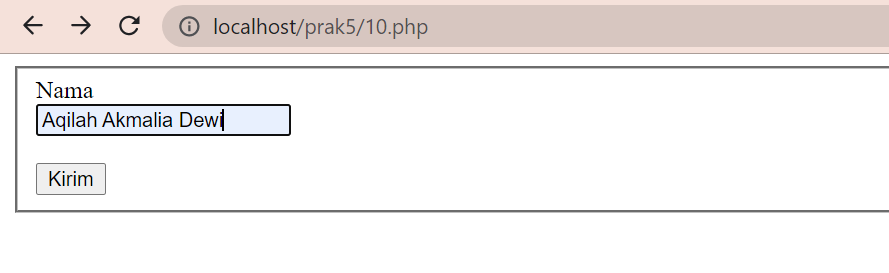 localhost/prak5/10.php
Nama
Aqilah Akmalia Dewi
Kirim